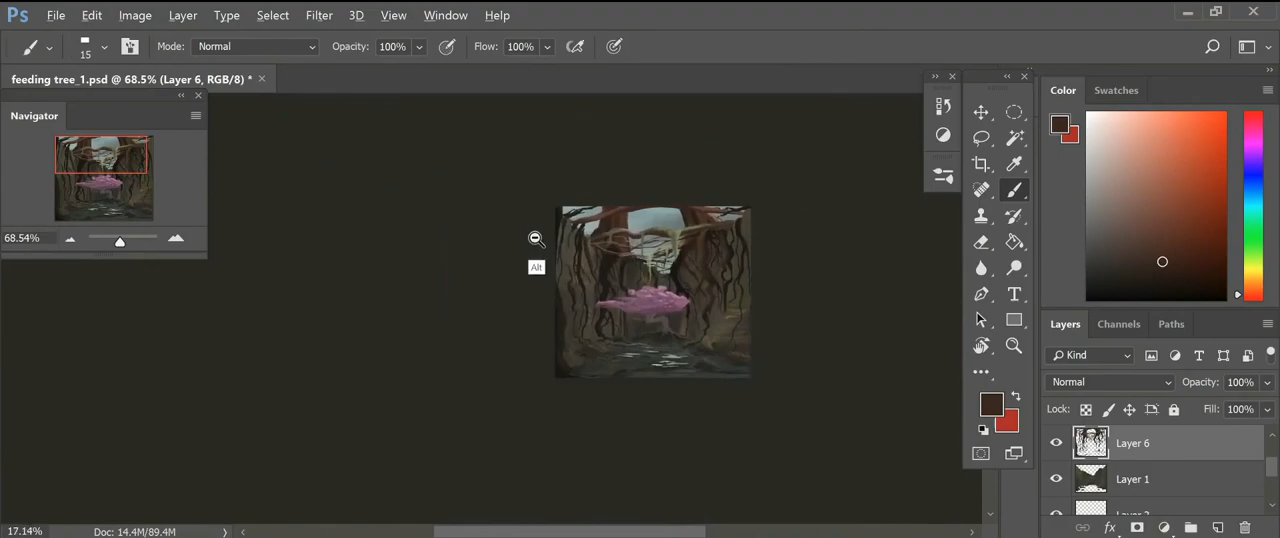 Ps File Edit Image Layer Type Select Filter 3D View Window Help
15 Mode: Normal Opacity: 100% Flow: 100%
feeding tree_1.psd @ 68.5% (Layer 6, RGB/8) *
Navigator
68.54%
Alt
Color Swatches
Layers Channels Paths
Kind
Normal Opacity: 100%
Lock: Fill: 100%
Layer 6
Layer 1
fx
17.14% Doc: 14.4M/89.4M